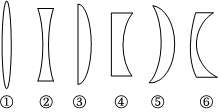 ① ② ③ ④ ⑤ ⑥